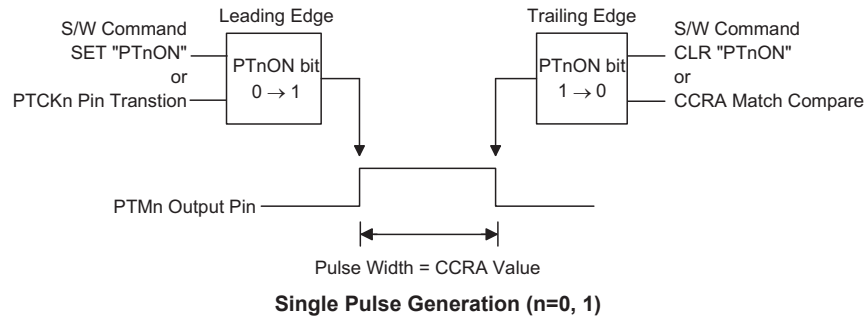 Leading Edge
S/W Command
SET "PTnON"
or
PTCKn Pin Transtion
PTnON bit
0 → 1
Trailing Edge
PTnON bit
1 → 0
S/W Command
CLR "PTnON"
or
CCRA Match Compare
PTMn Output Pin
Pulse Width = CCRA Value
Single Pulse Generation (n=0, 1)